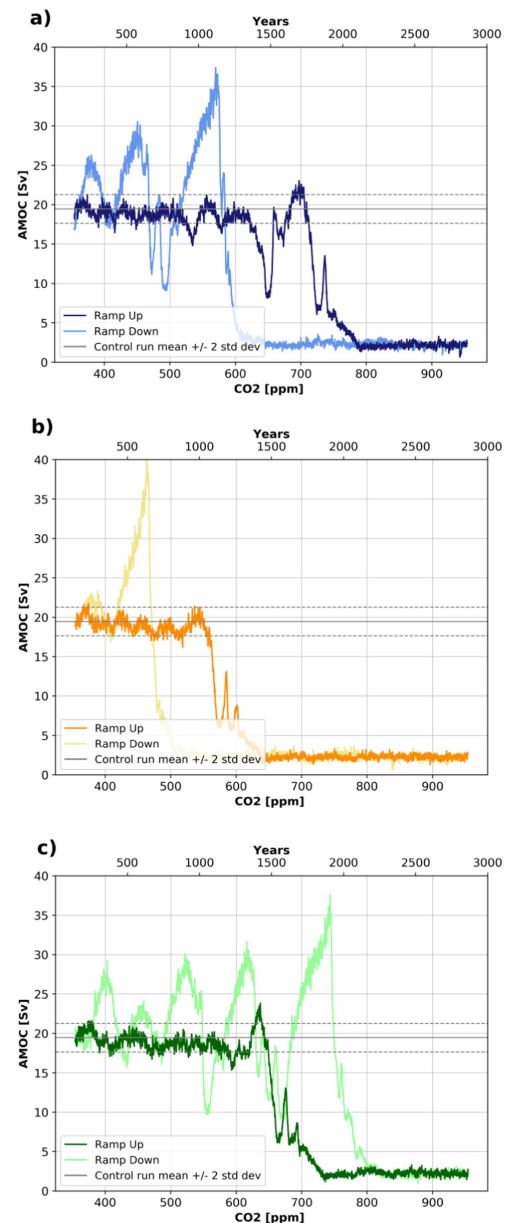 a)
Years
500 1000 1500 2000 2500 3000
40
35
30
25
20
15
10
5
0
AMOC [Sv]
Ramp Up
Ramp Down
Control run mean +/- 2 std dev
400 500 600 700 800 900
CO2 [ppm]
b)
Years
500 1000 1500 2000 2500 3000
40
35
30
25
20
15
10
5
0
AMOC [Sv]
Ramp Up
Ramp Down
Control run mean +/- 2 std dev
400 500 600 700 800 900
CO2 [ppm]
c)
Years
500 1000 1500 2000 2500 3000
40
35
30
25
20
15
10
5
0
AMOC [Sv]
Ramp Up
Ramp Down
Control run mean +/- 2 std dev
400 500 600 700 800 900
CO2 [ppm]